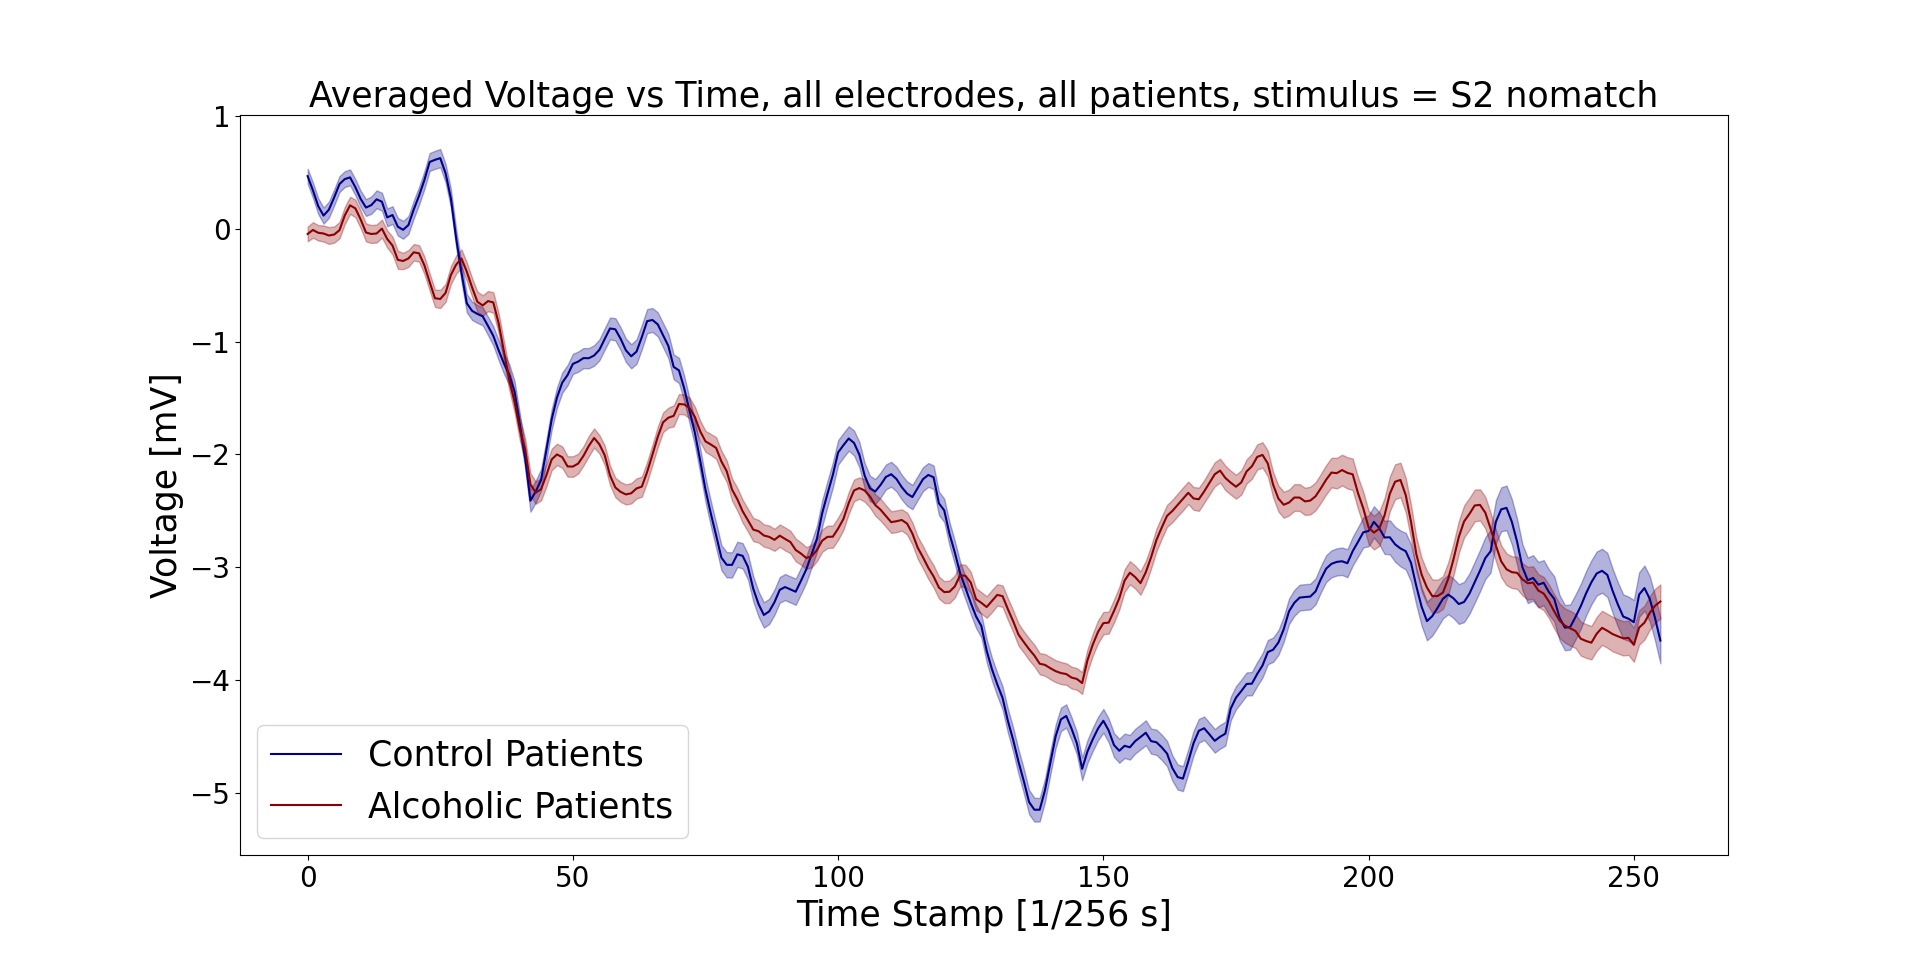 Averaged Voltage vs Time, all electrodes, all patients, stimulus = S2 nomatch
1
0
−1
−2
−3
−4
−5
Voltage [mV]
Control Patients
Alcoholic Patients
0 50 100 150 200 250
Time Stamp [1/256 s]